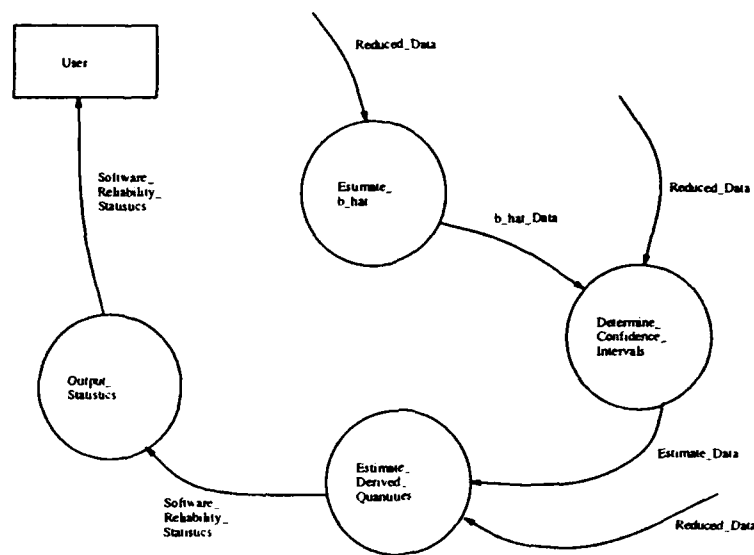 Reduced_Data
User
Software_
Reliability_
Statistics
Estimate_
b_hat
Reduced_Data
b_hat_Data
Determine_
Confidence_
Intervals
Output_
Statistics
Estimate_Data
Estimate_
Derived_
Quantities
Software_
Reliability_
Statistics
Reduced_Data